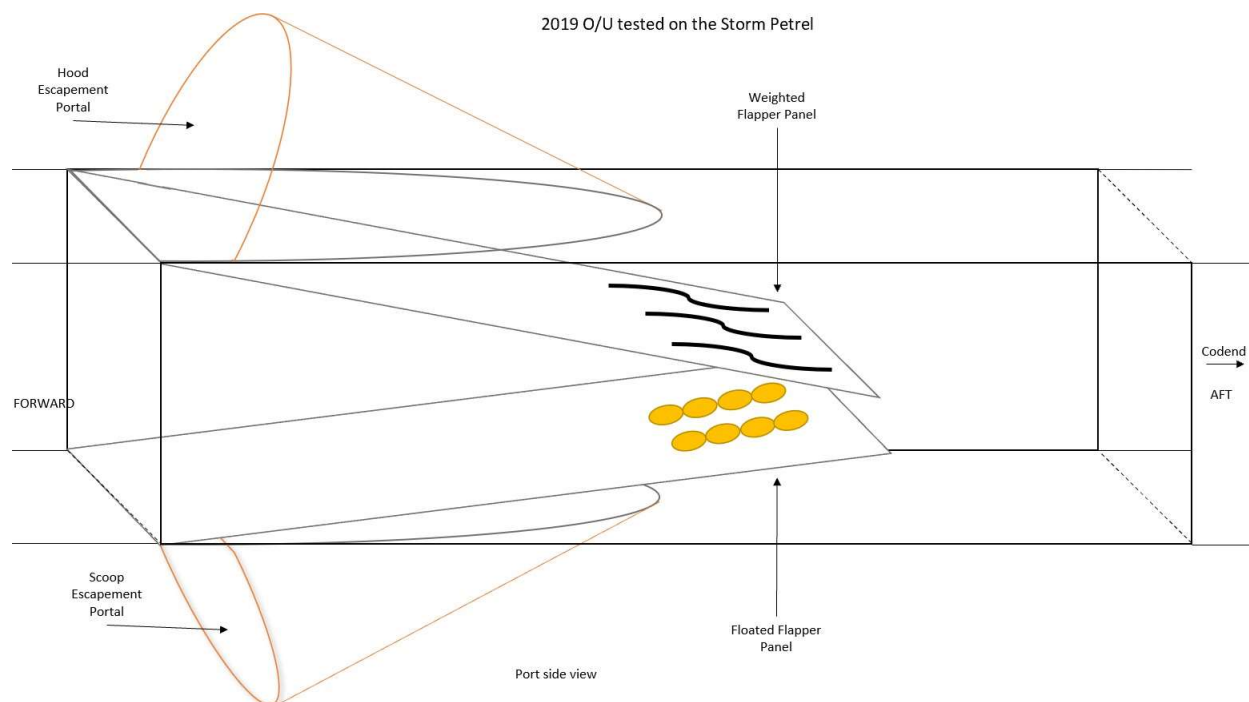 2019 O/U tested on the Storm Petrel
Hood
Escapement
Portal
Weighted
Flapper Panel
Codend
FORWARD
AFT
Scoop
Escapement
Portal
Floated Flapper
Panel
Port side view